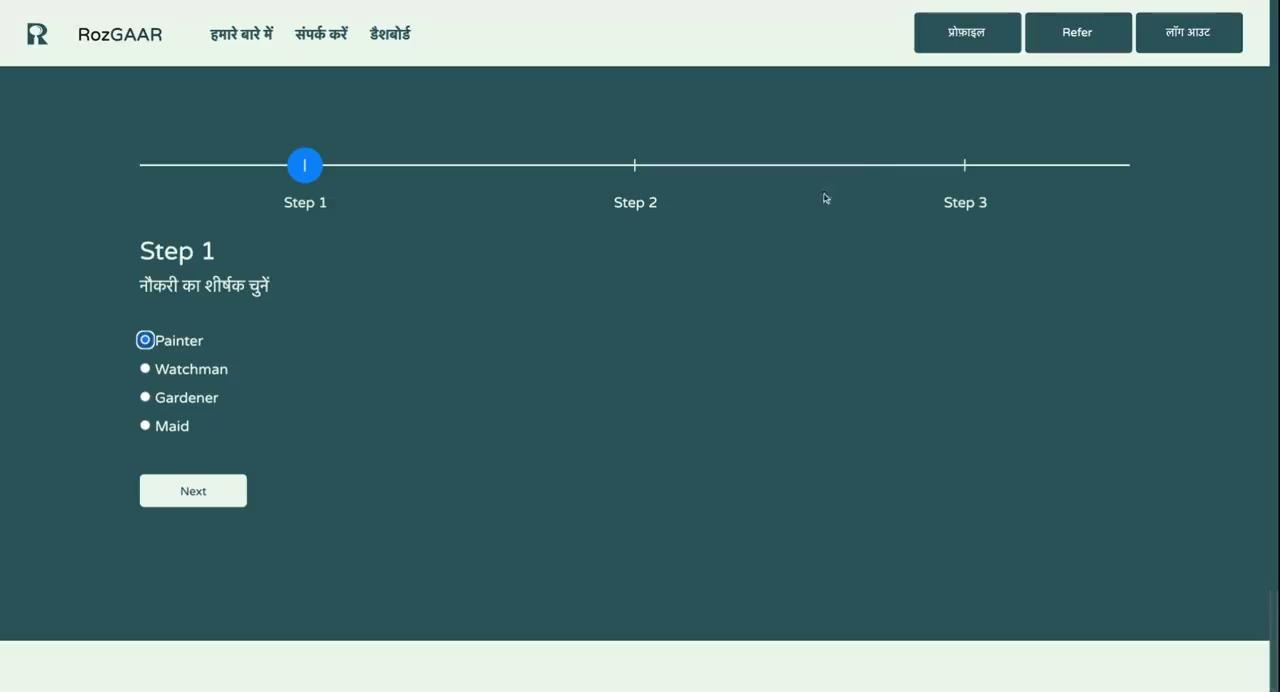 RozGAAR हमारे बारे में संपर्क करें डैशबोर्ड प्रोफ़ाइल Refer लॉग आउट
Step 1 Step 2 Step 3
Step 1
नौकरी का शीर्षक चुनें
Painter
Watchman
Gardener
Maid
Next